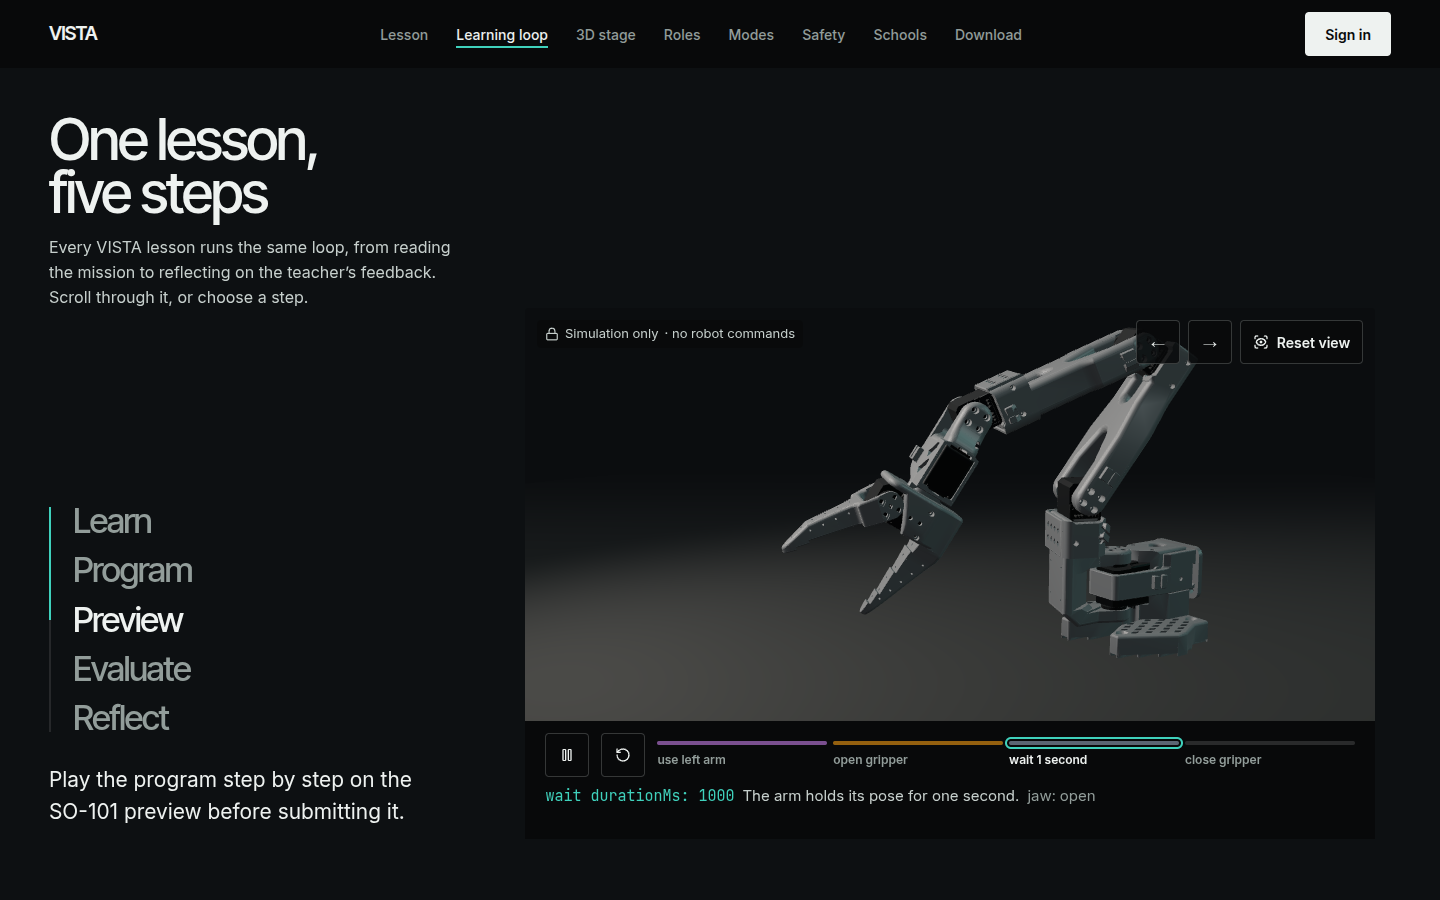 VISTA
Lesson
Learning loop
3D stage
Roles
Modes
Safety
Schools
Download
Sign in
One lesson,
five steps
Every VISTA lesson runs the same loop, from reading
the mission to reflecting on the teacher’s feedback.
Scroll through it, or choose a step.
Simulation only · no robot commands
← → Reset view
Learn
Program
Preview
Evaluate
Reflect
Play the program step by step on the
SO-101 preview before submitting it.
use left arm
open gripper
wait 1 second
close gripper
wait durationMs: 1000 The arm holds its pose for one second. jaw: open